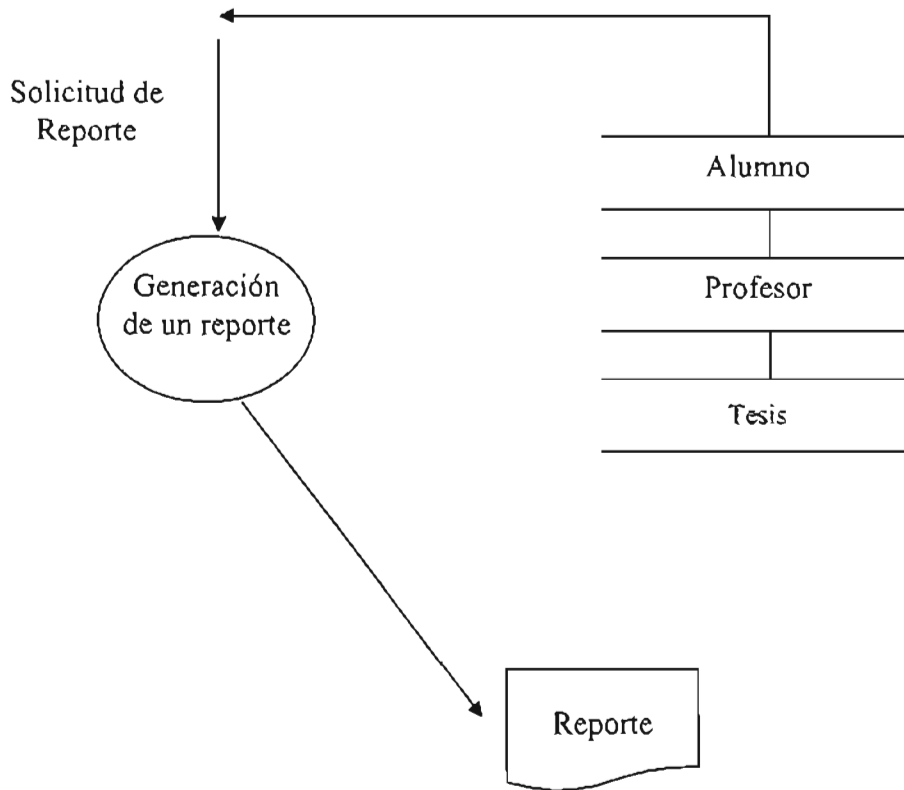 Solicitud de
Reporte
Alumno
Generación
de un reporte
Profesor
Tesis
Reporte